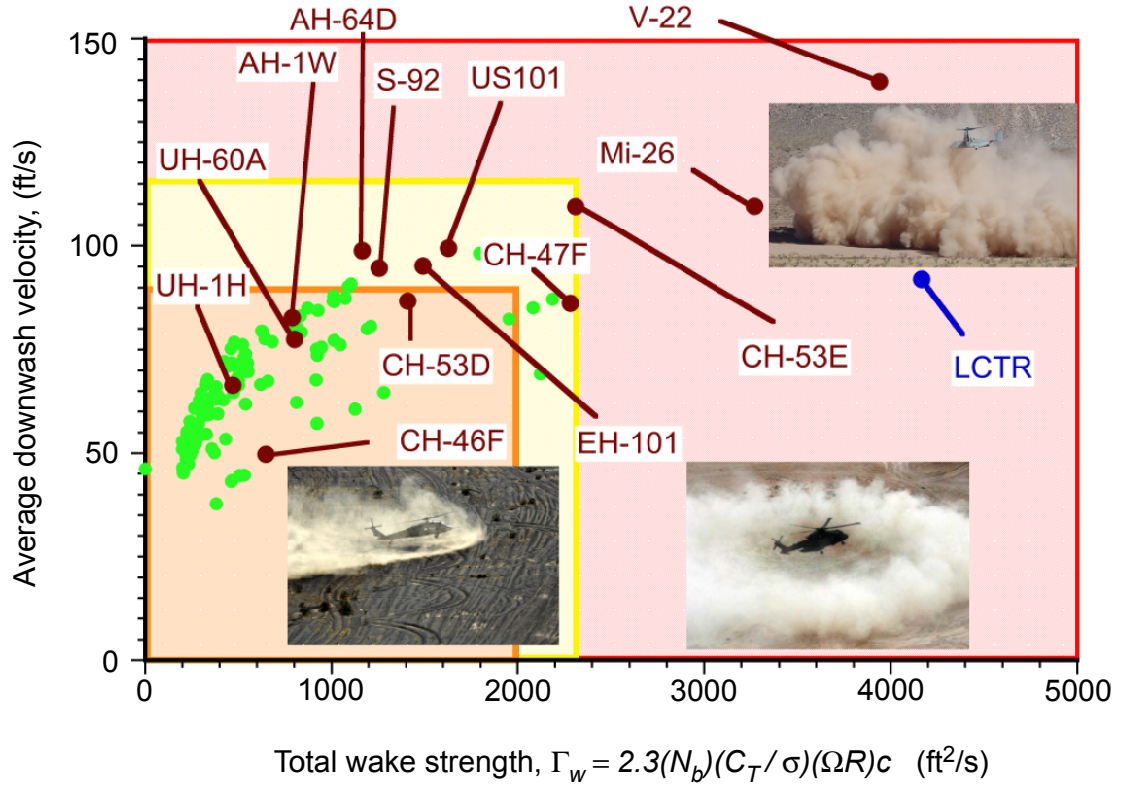 V-22
AH-64D
150
AH-1W
S-92
US101
UH-60A
Mi-26
100
CH-47F
UH-1H
CH-53D
CH-53E
LCTR
50
CH-46F
EH-101
0
Average downwash velocity, (ft/s)
0
1000
2000
3000
4000
5000
Total wake strength, Γw = 2.3(Nb)(CT / σ)(ΩR)c (ft²/s)